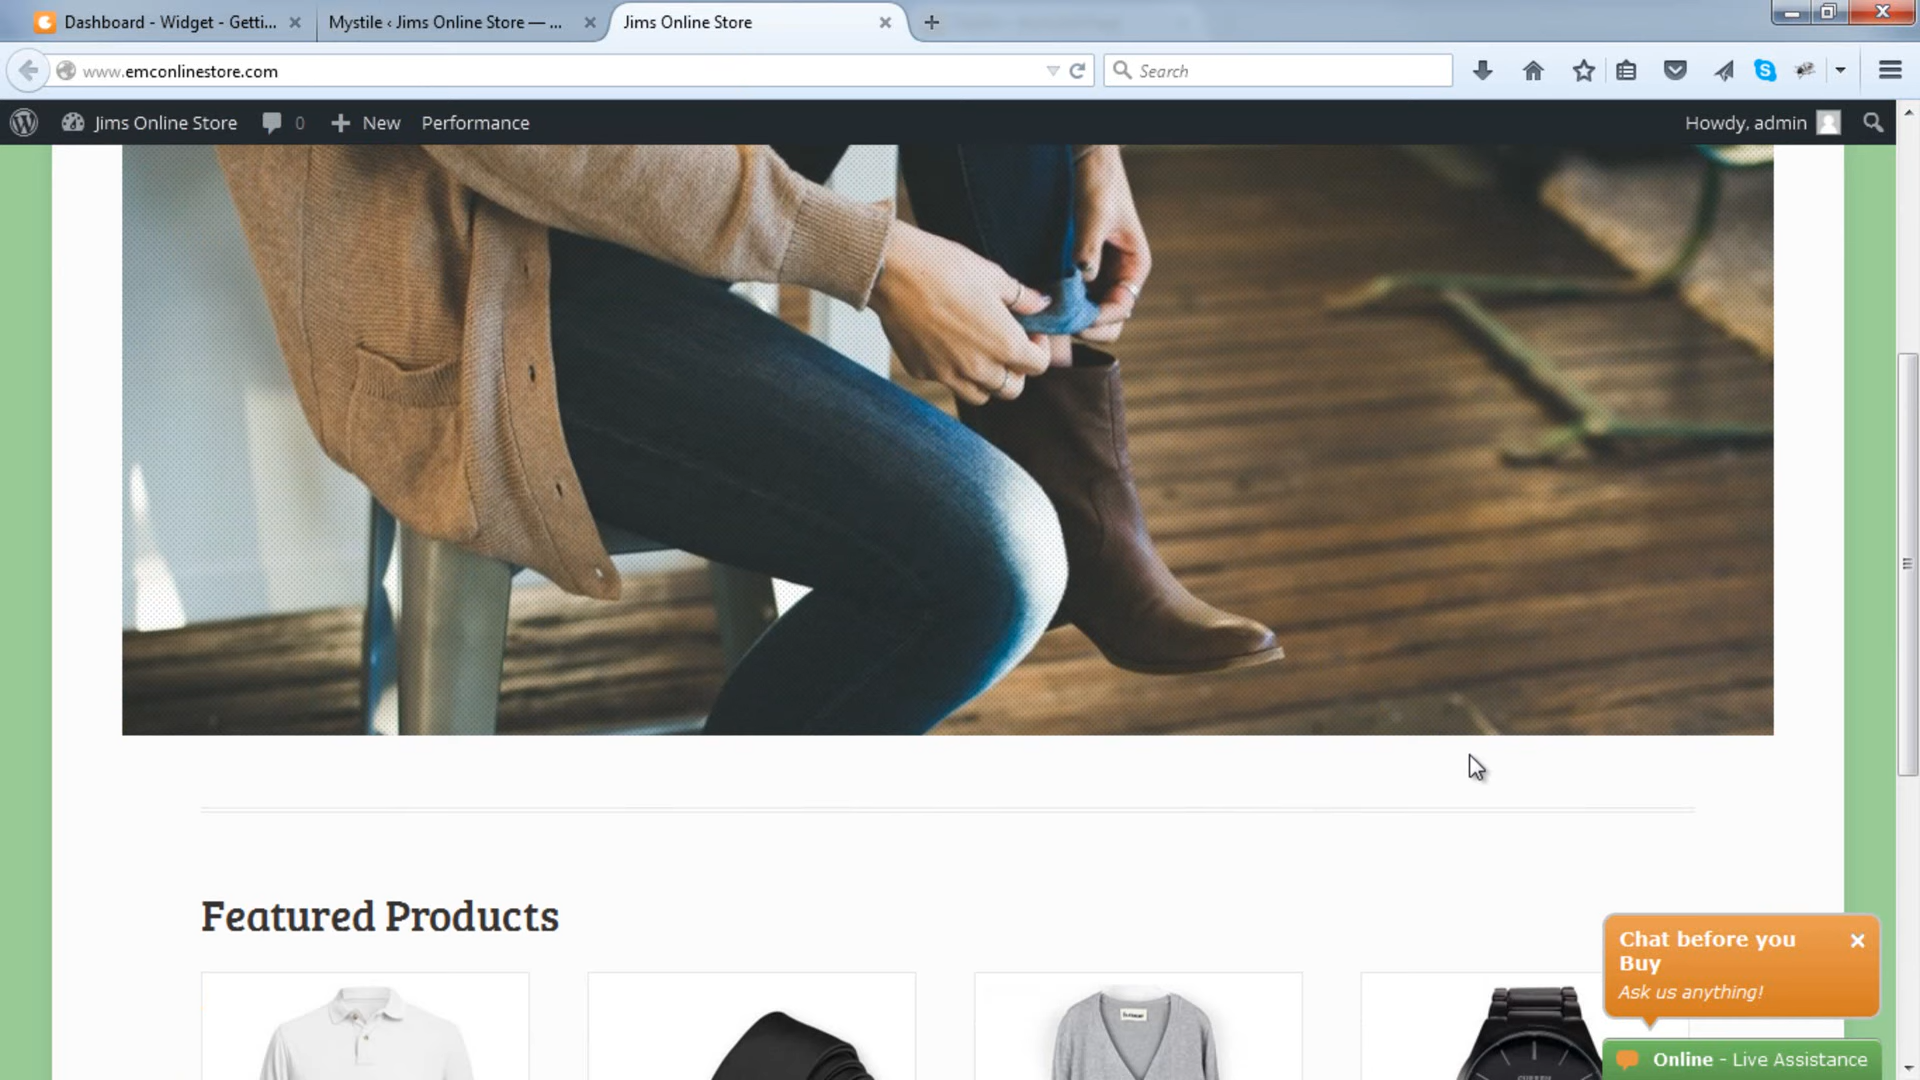 Dashboard - Widget - Getti...
Mystile ‹ Jims Online Store — ...
Jims Online Store
www.emconlinestore.com
Search
Jims Online Store
0
New
Performance
Howdy, admin
Featured Products
Chat before you
Buy
Ask us anything!
Online - Live Assistance